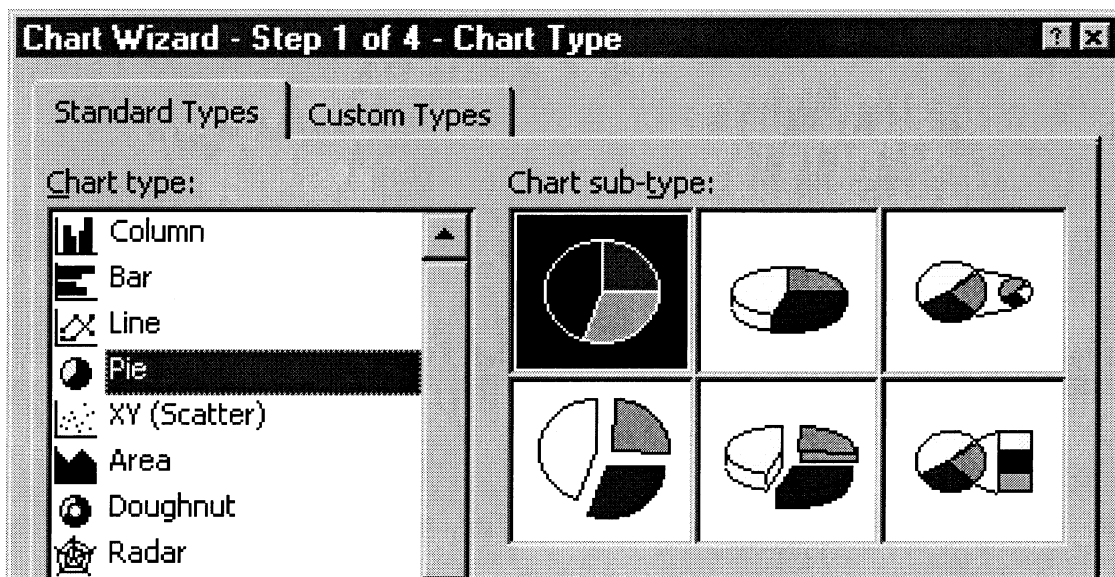 Chart Wizard - Step 1 of 4 - Chart Type
Standard Types
Custom Types
Chart type:
Chart sub-type:
Column
Bar
Line
Pie
XY (Scatter)
Area
Doughnut
Radar